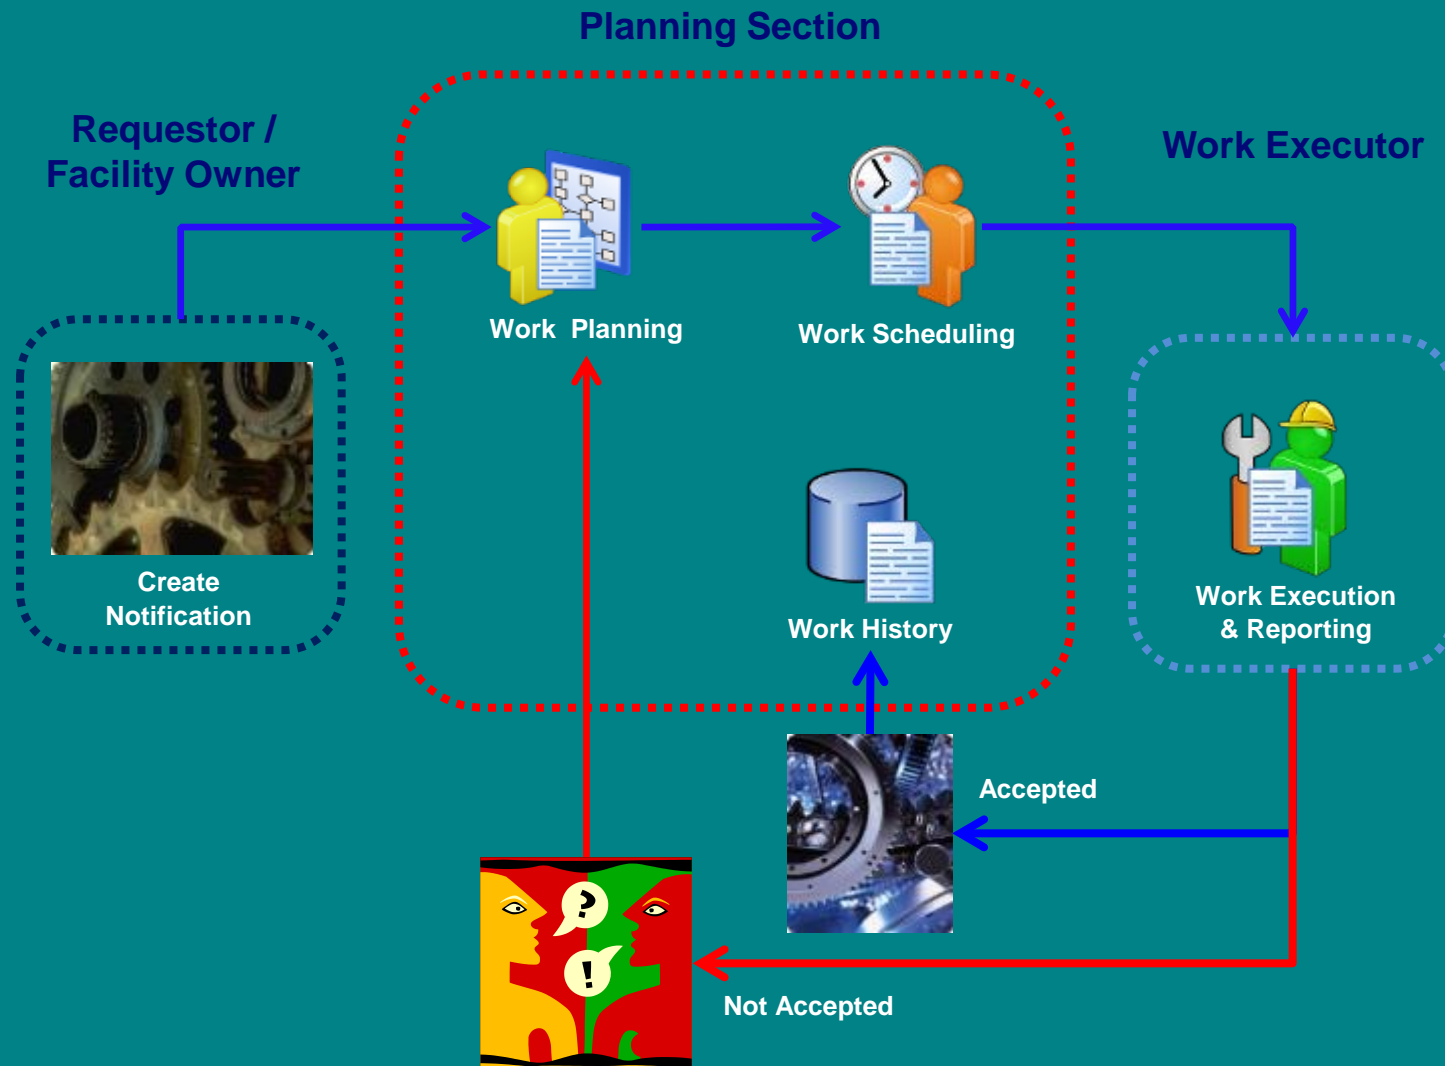 Planning Section
Requestor /
Facility Owner
Work Executor
Work Planning
Work Scheduling
Create
Notification
Work History
Work Execution
& Reporting
Accepted
?
!
Not Accepted